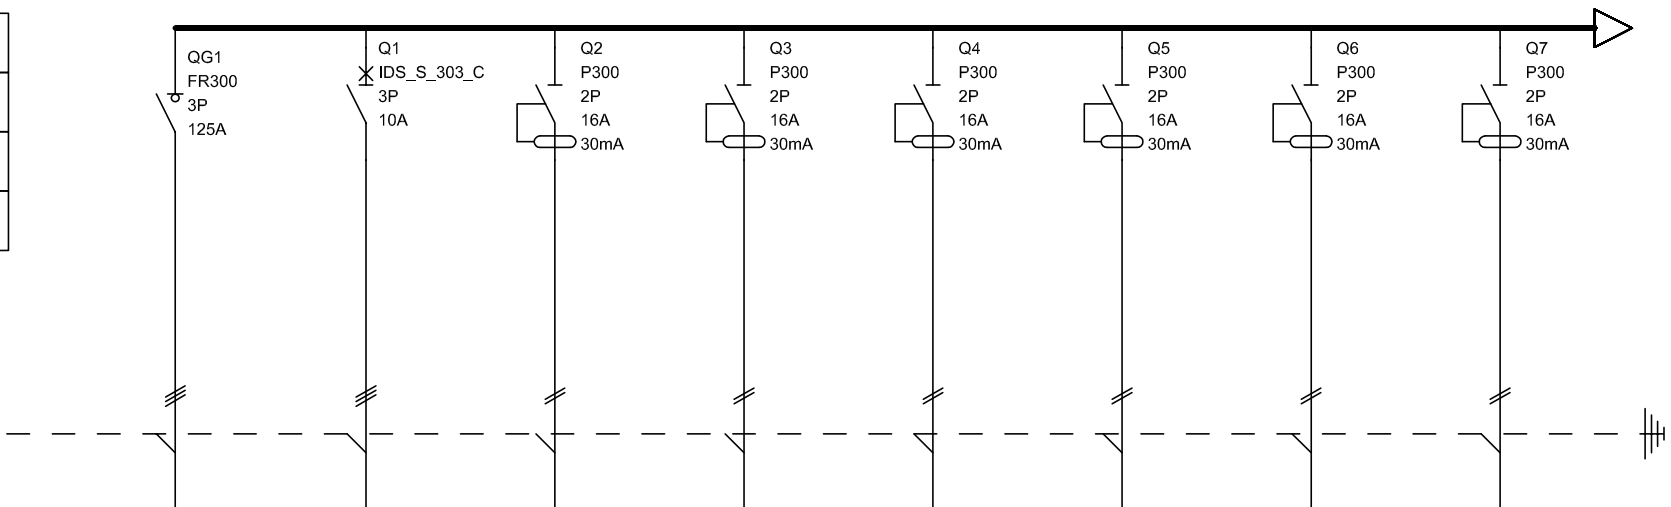 QG1
FR300
3P
125A
Q1
IDS_S_303_C
3P
10A
Q2
P300
2P
16A
30mA
Q3
P300
2P
16A
30mA
Q4
P300
2P
16A
30mA
Q5
P300
2P
16A
30mA
Q6
P300
2P
16A
30mA
Q7
P300
2P
16A
30mA